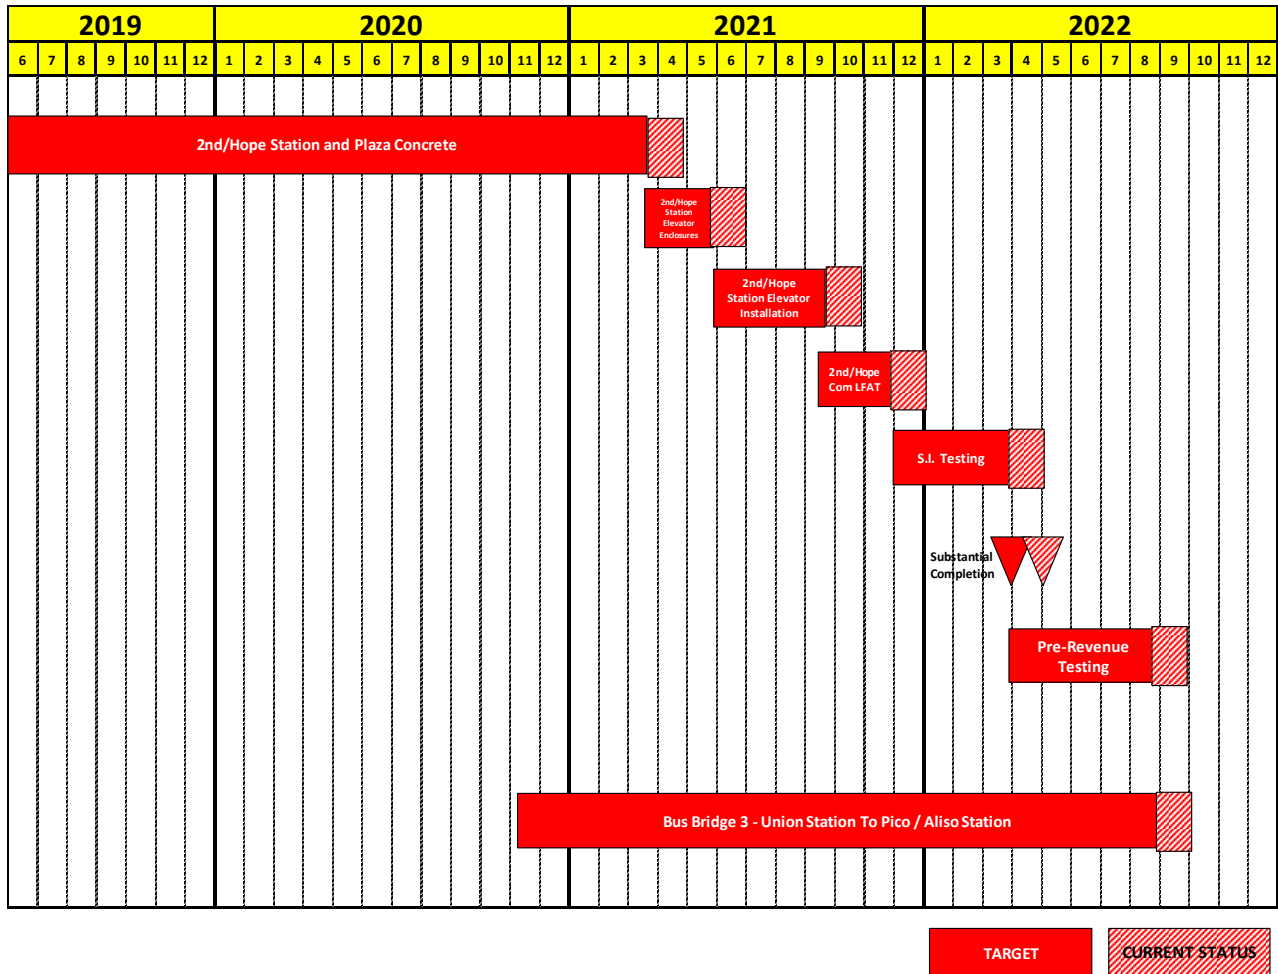 2019 2020 2021 2022
6 7 8 9 10 11 12 1 2 3 4 5 6 7 8 9 10 11 12 1 2 3 4 5 6 7 8 9 10 11 12 1 2 3 4 5 6 7 8 9 10 11 12
2nd/Hope Station and Plaza Concrete
2nd/Hope
Station
Elevator
Enclosures
2nd/Hope
Station Elevator
Installation
2nd/Hope
Com LFAT
S.I. Testing
Substantial
Completion
Pre-Revenue
Testing
Bus Bridge 3 - Union Station To Pico / Aliso Station
TARGET
CURRENT STATUS